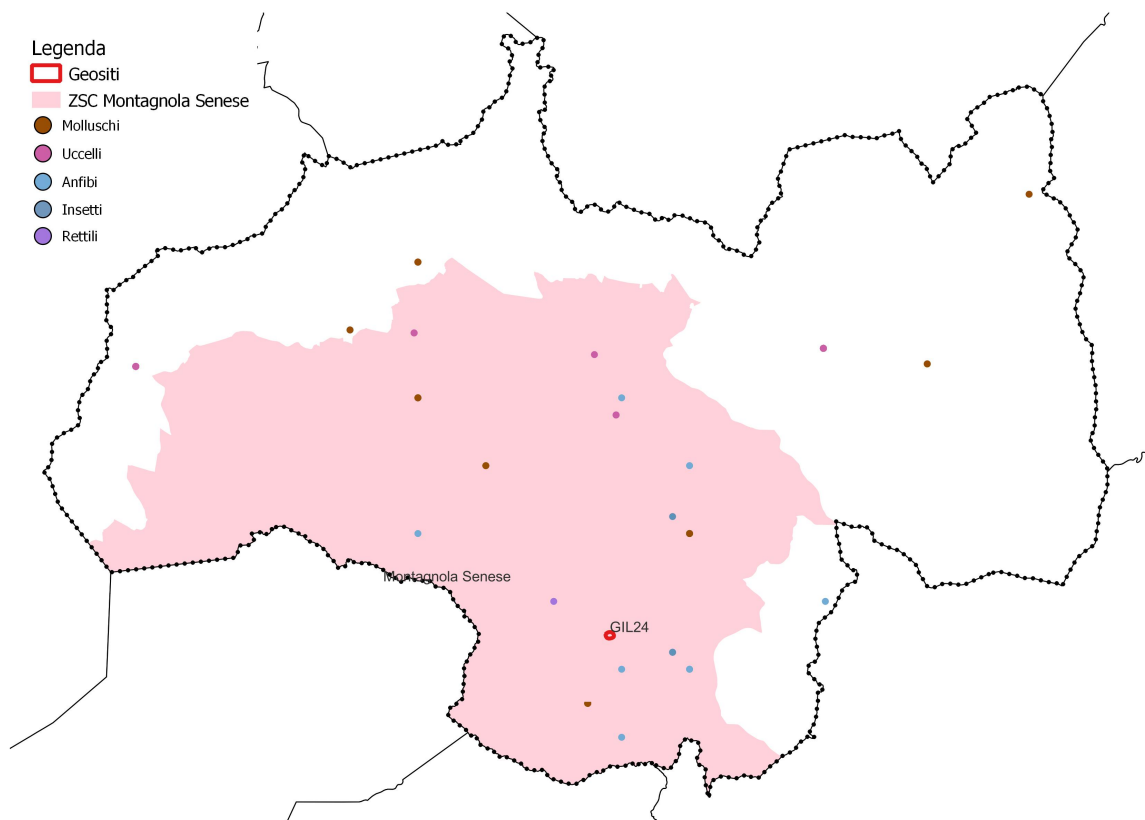 Legenda
Geositi
ZSC Montagnola Senese
Molluschi
Uccelli
Anfibi
Insetti
Rettili
Montagnola Senese
GIL24